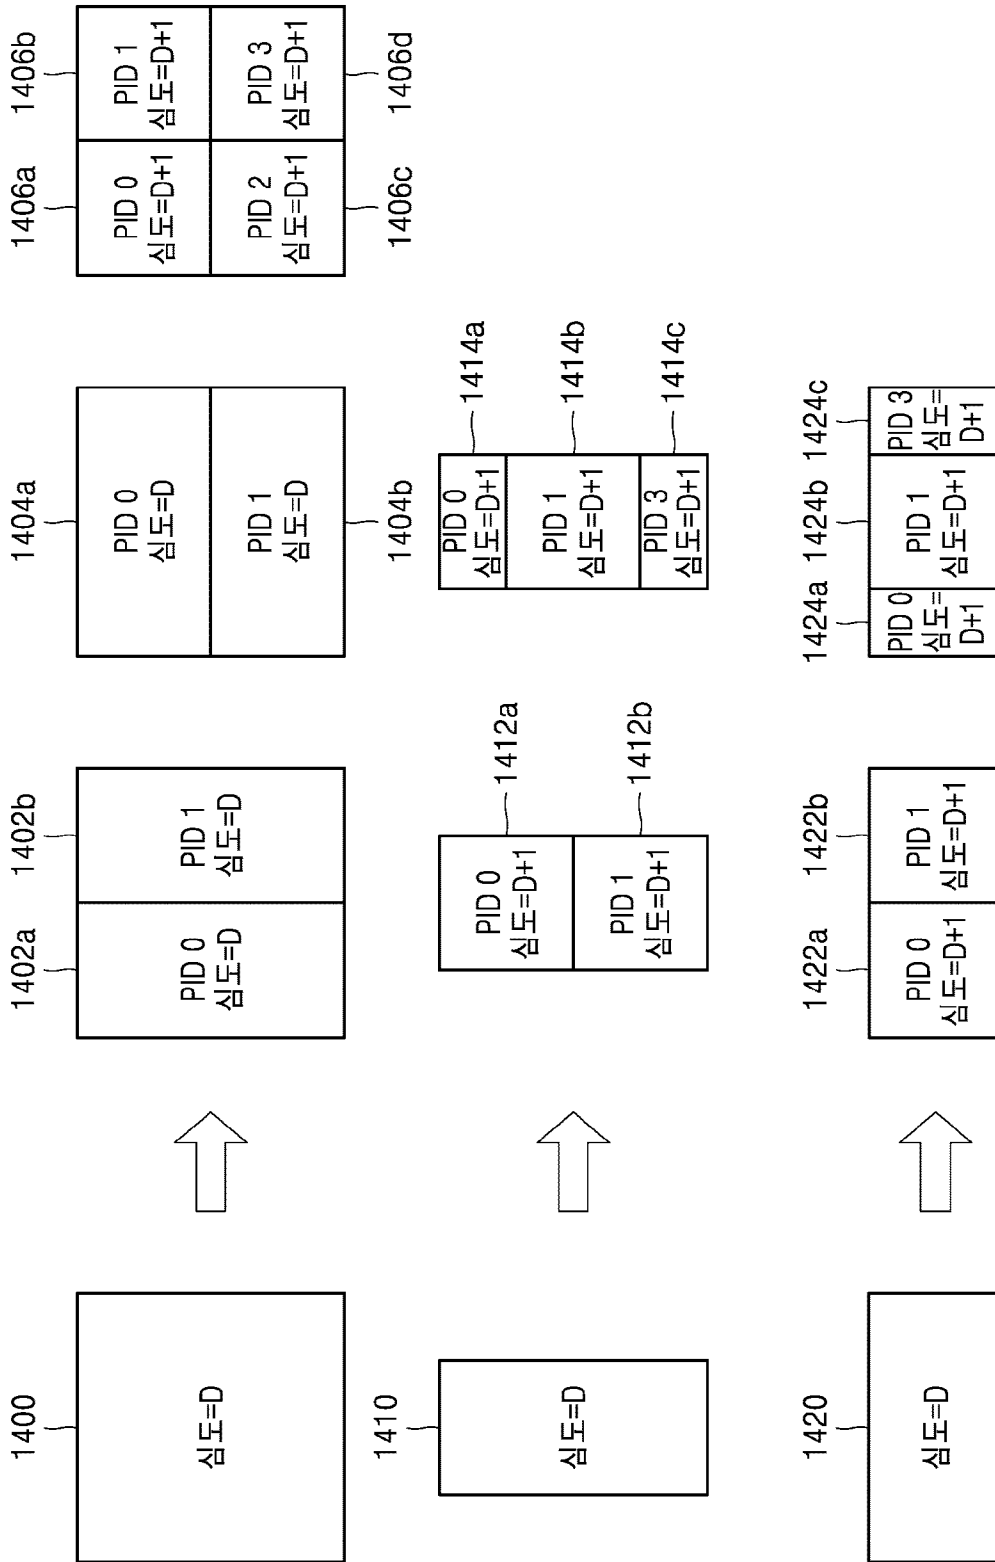 1400
심도=D
1402a
1402b
PID 0
심도=D
PID 1
심도=D
1404a
PID 0
심도=D
PID 1
심도=D
1404b
1406a
1406b
PID 0
심도=D+1
PID 1
심도=D+1
PID 2
심도=D+1
PID 3
심도=D+1
1406c
1406d
1410
심도=D
PID 0
심도=D+1
1412a
PID 1
심도=D+1
1412b
PID 0
심도=D+1
1414a
PID 1
심도=D+1
1414b
PID 3
심도=D+1
1414c
1420
심도=D
1422a
1422b
PID 0
심도=D+1
PID 1
심도=D+1
1424a
1424b
1424c
PID 0
심도=
D+1
PID 1
심도=D+1
PID 3
심도=
D+1